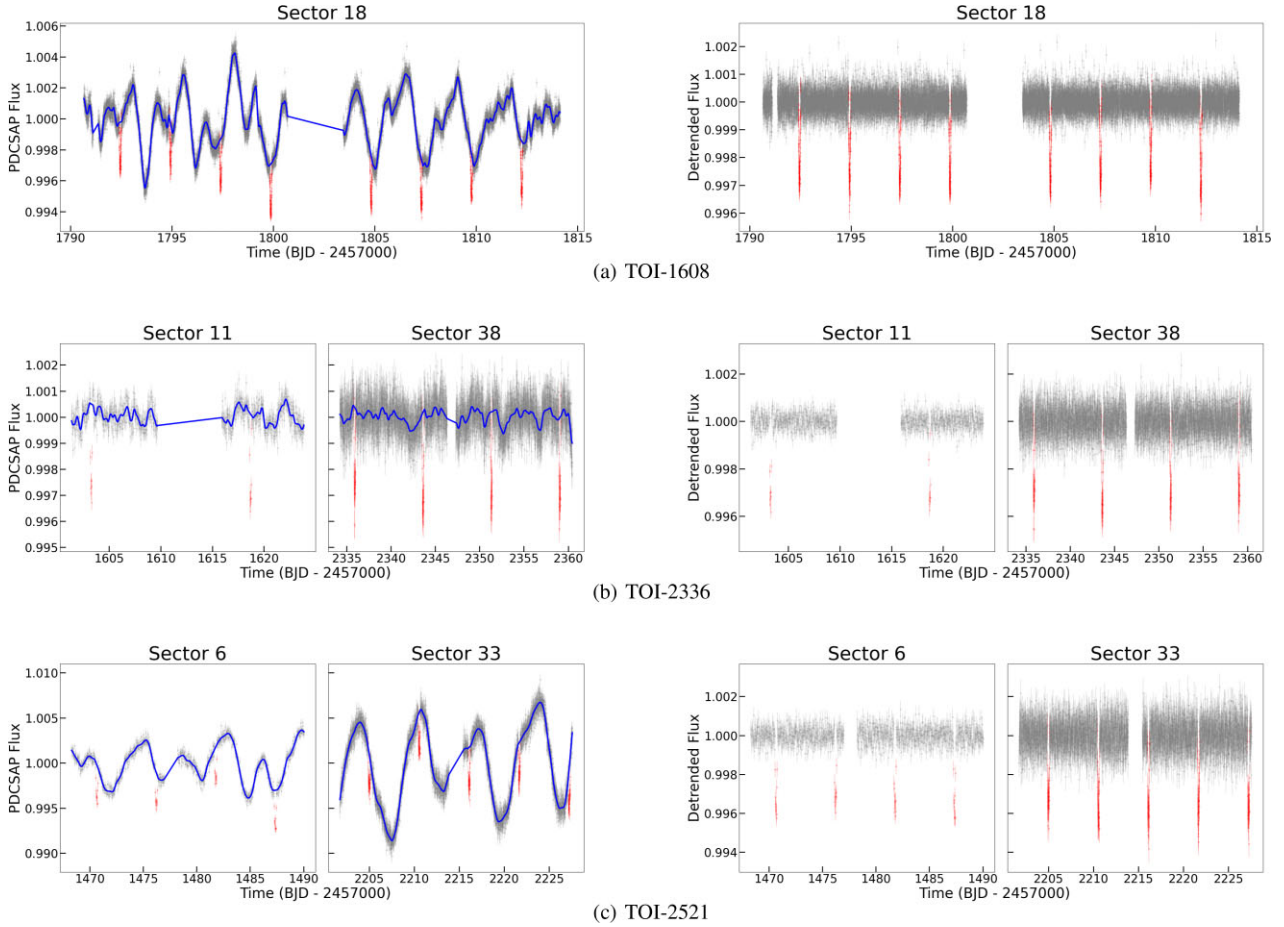 Sector 18
Sector 18
PDCSAP Flux
1.006
1.004
1.002
1.000
0.998
0.996
0.994
1790 1795 1800 1805 1810 1815
Time (BJD - 2457000)
Detrended Flux
1.002
1.001
1.000
0.999
0.998
0.997
0.996
1790 1795 1800 1805 1810 1815
Time (BJD - 2457000)
(a) TOI-1608
Sector 11
Sector 38
Sector 11
Sector 38
PDCSAP Flux
1.002
1.001
1.000
0.999
0.998
0.997
0.996
0.995
1605 1610 1615 1620
2335 2340 2345 2350 2355 2360
Time (BJD - 2457000)
Detrended Flux
1.002
1.000
0.998
0.996
1605 1610 1615 1620
2335 2340 2345 2350 2355 2360
Time (BJD - 2457000)
(b) TOI-2336
Sector 6
Sector 33
Sector 6
Sector 33
PDCSAP Flux
1.010
1.005
1.000
0.995
0.990
1470 1475 1480 1485 1490
2205 2210 2215 2220 2225
Time (BJD - 2457000)
Detrended Flux
1.002
1.000
0.998
0.996
0.994
1470 1475 1480 1485 1490
2205 2210 2215 2220 2225
Time (BJD - 2457000)
(c) TOI-2521